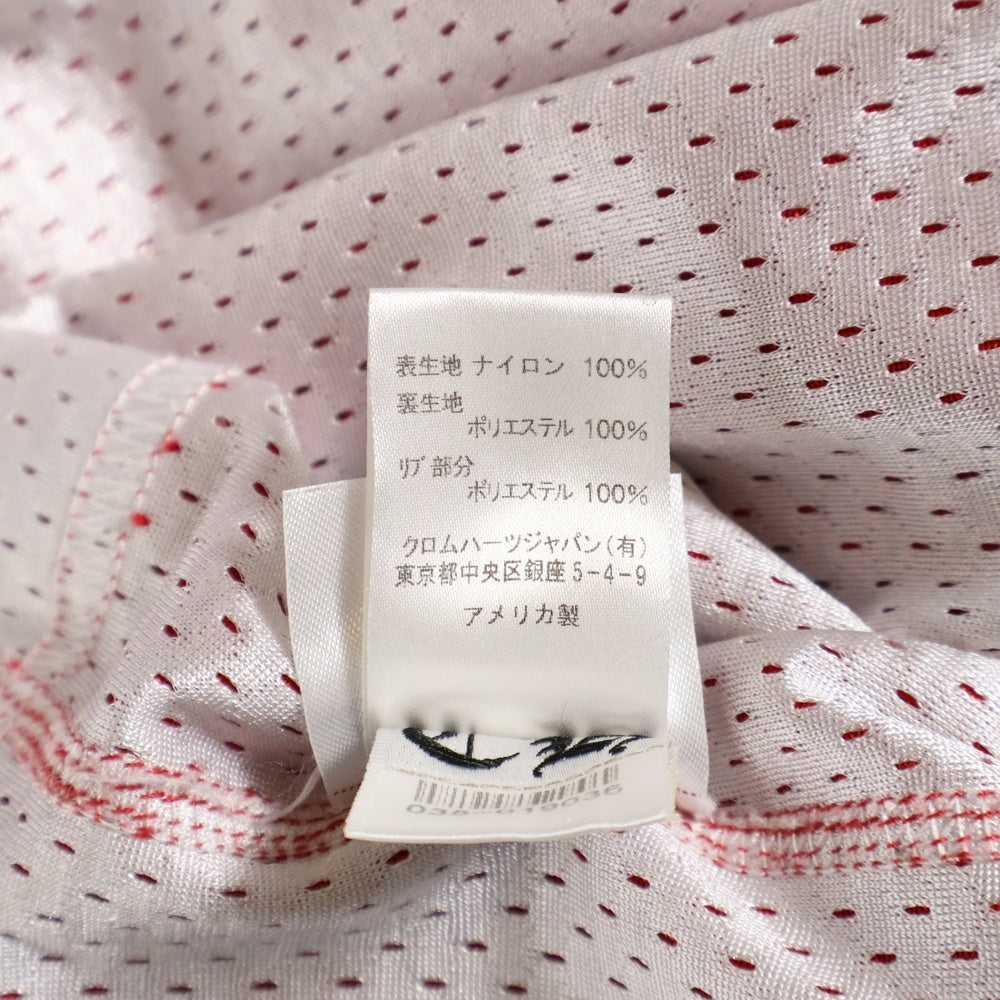 表生地 ナイロン 100%
裏生地
ポリエステル 100%
リブ部分
ポリエステル 100%
クロムハーツジャパン(有)
東京都中央区銀座5-4-9
アメリカ製